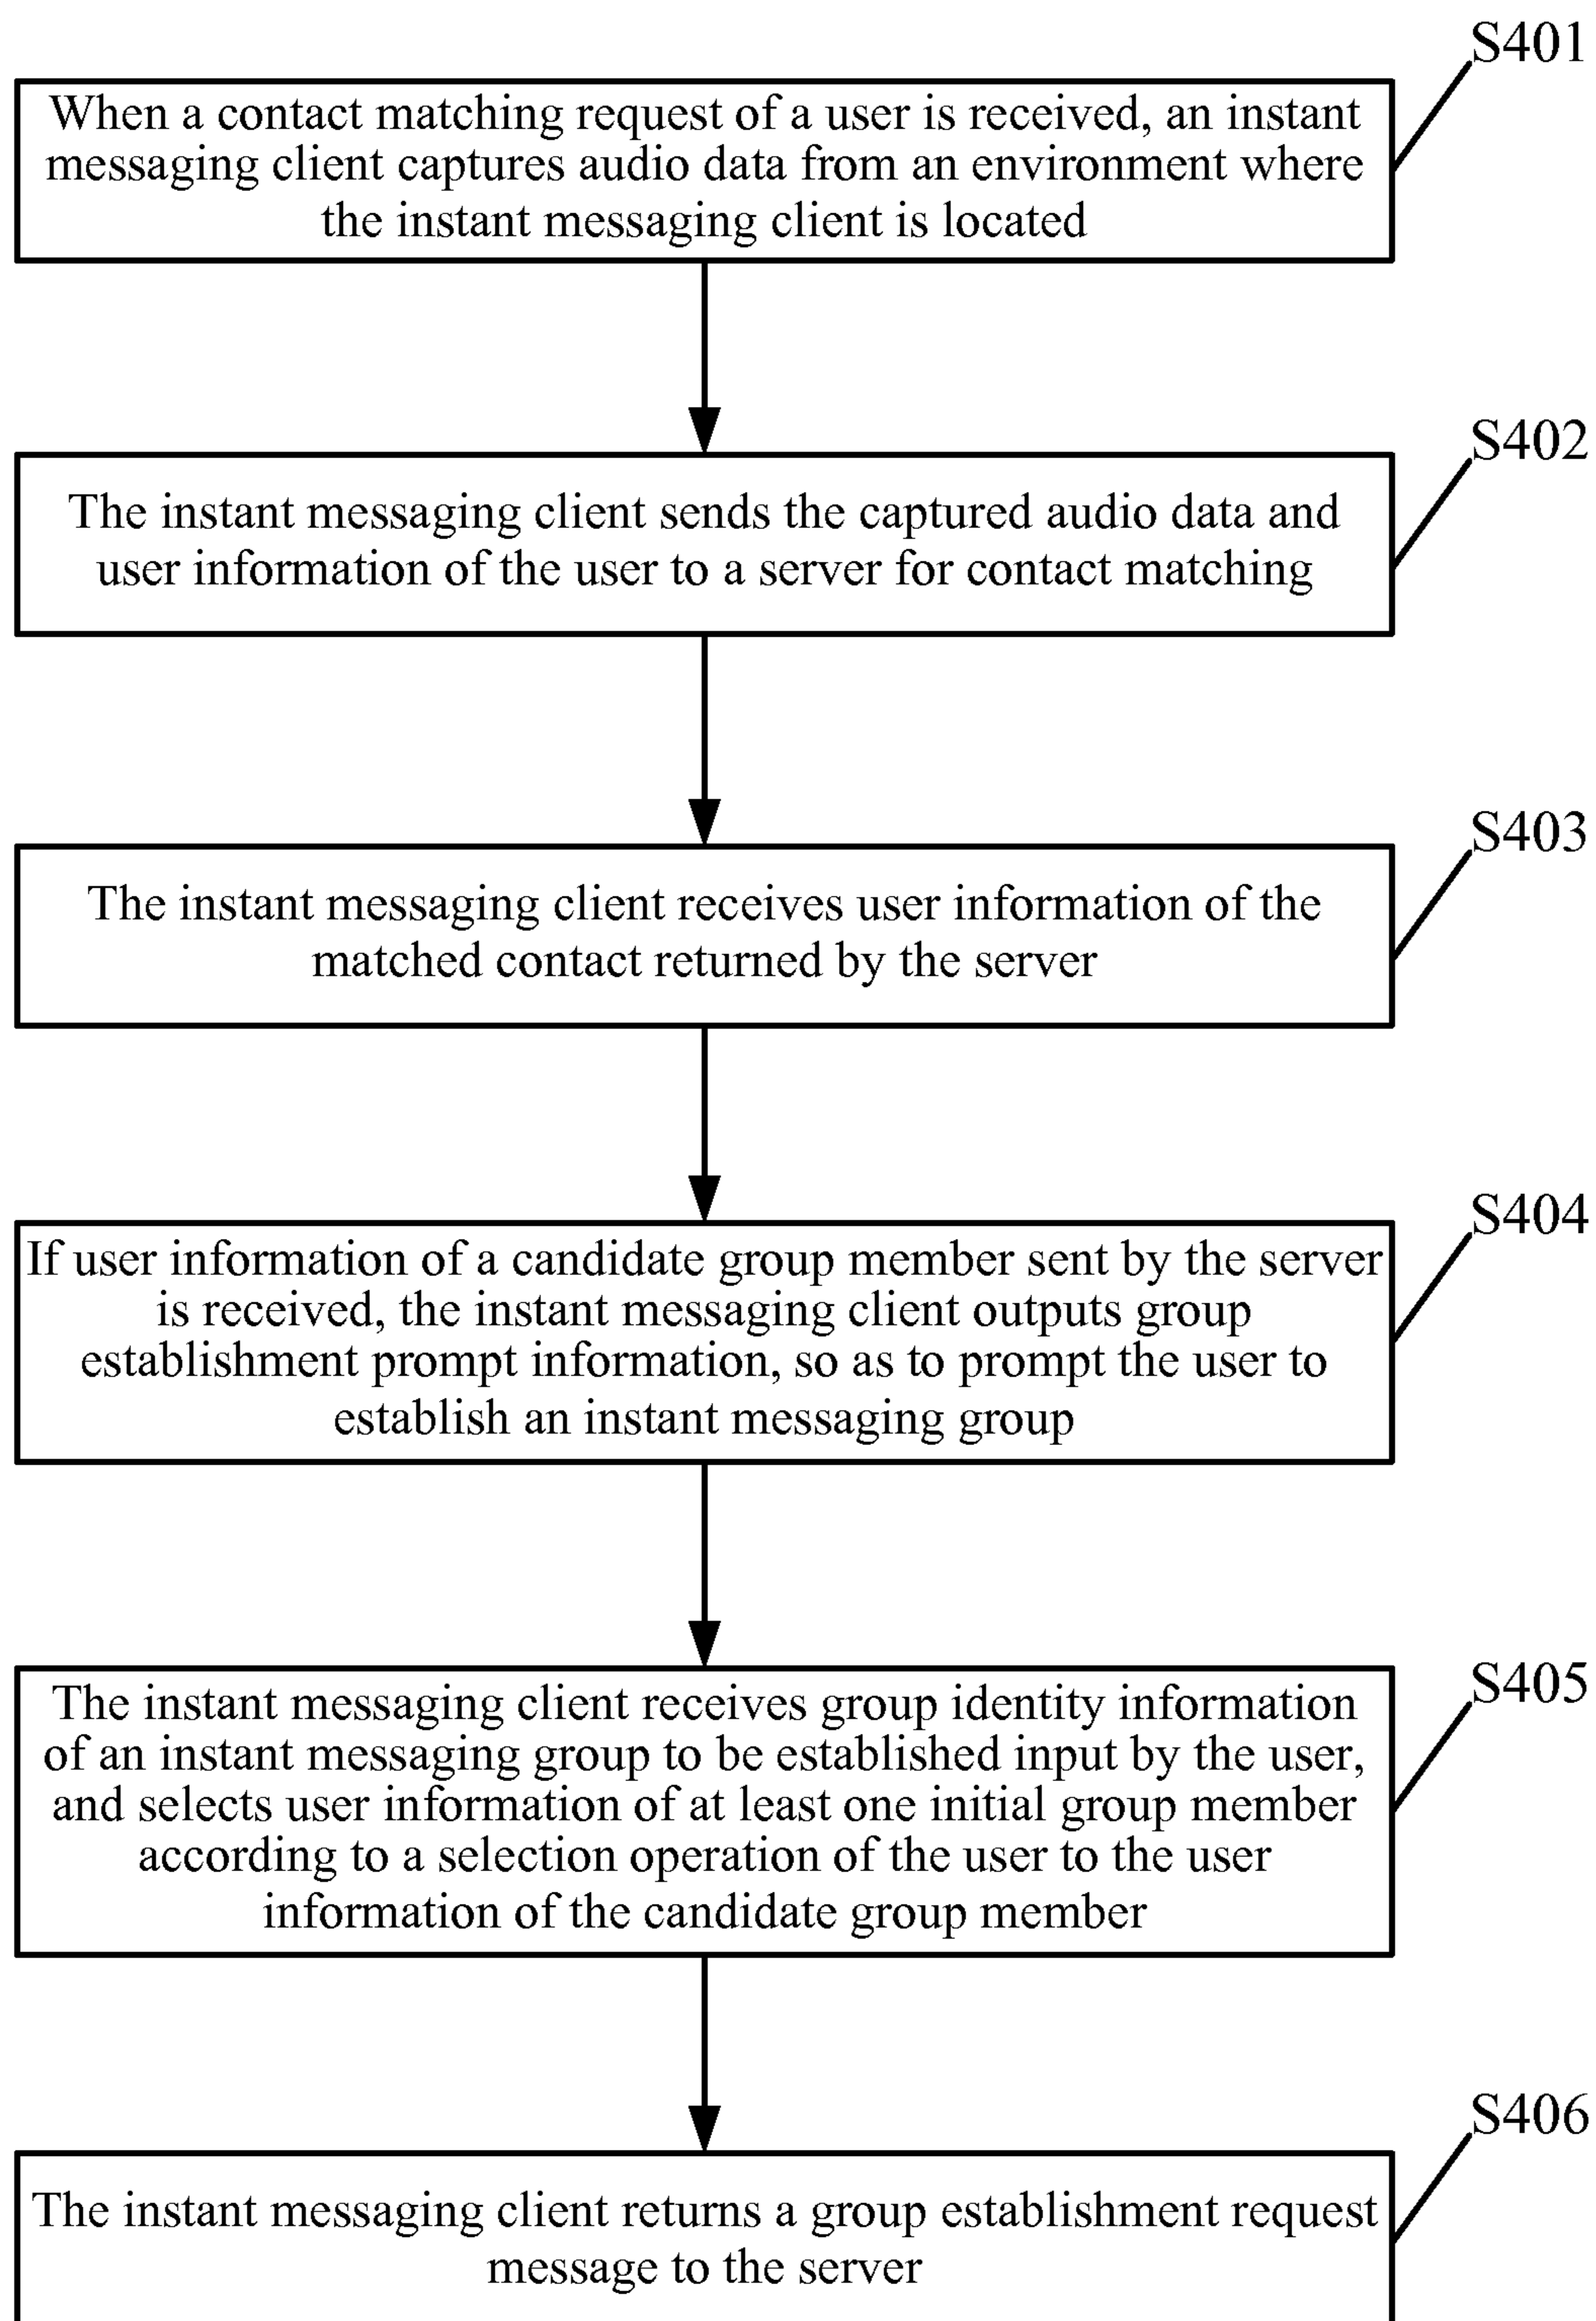 S401
When a contact matching request of a user is received, an instant
messaging client captures audio data from an environment where
the instant messaging client is located
S402
The instant messaging client sends the captured audio data and
user information of the user to a server for contact matching
S403
The instant messaging client receives user information of the
matched contact returned by the server
S404
If user information of a candidate group member sent by the server
is received, the instant messaging client outputs group
establishment prompt information, so as to prompt the user to
establish an instant messaging group
S405
The instant messaging client receives group identity information
of an instant messaging group to be established input by the user,
and selects user information of at least one initial group member
according to a selection operation of the user to the user
information of the candidate group member
S406
The instant messaging client returns a group establishment request
message to the server